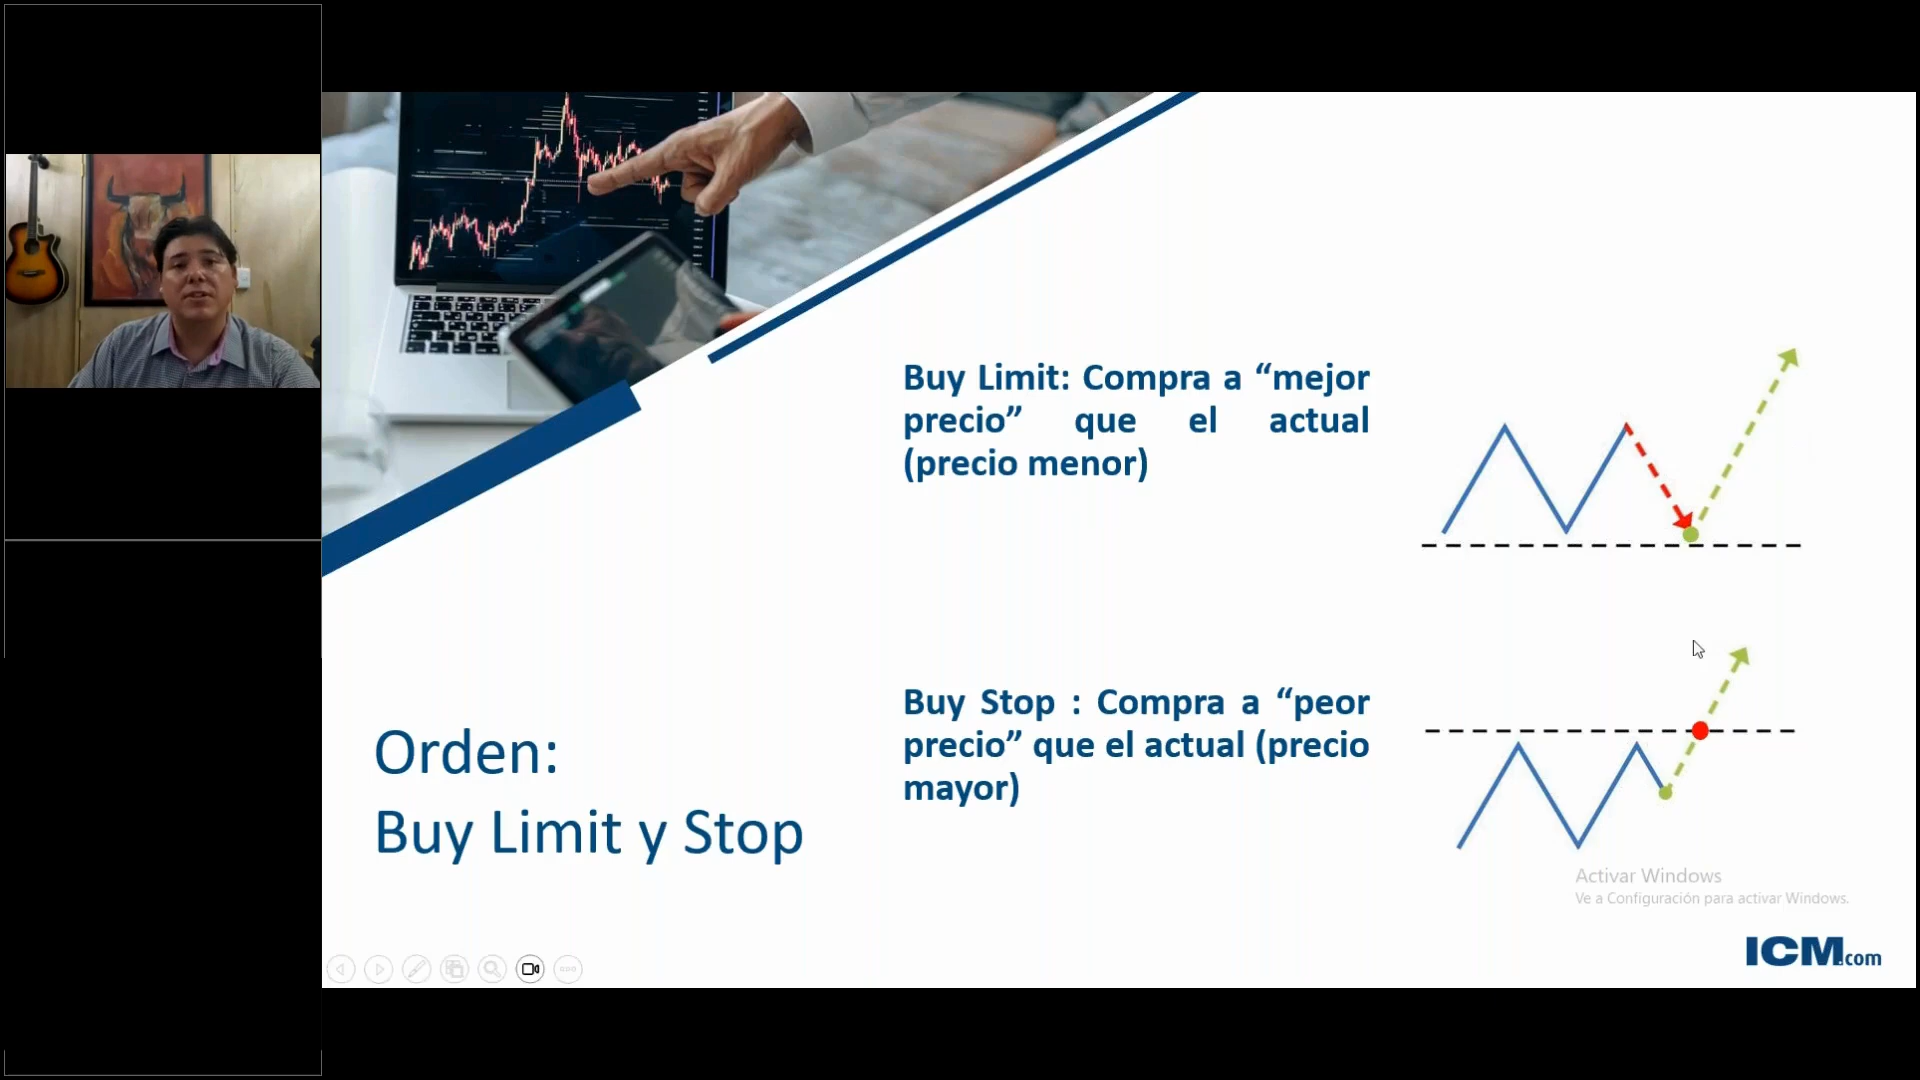 Buy Limit: Compra a “mejor
precio” que el actual
(precio menor)
Buy Stop : Compra a “peor
precio” que el actual (precio
mayor)
Orden:
Buy Limit y Stop
Activar Windows
Ve a Configuración para activar Windows.
ICM.com